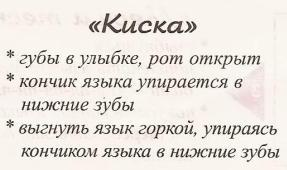 «Киска»
* губы в улыбке, рот открыт
* кончик языка упирается в
нижние зубы
* выгнуть язык горкой, упираясь
кончиком языка в нижние зубы